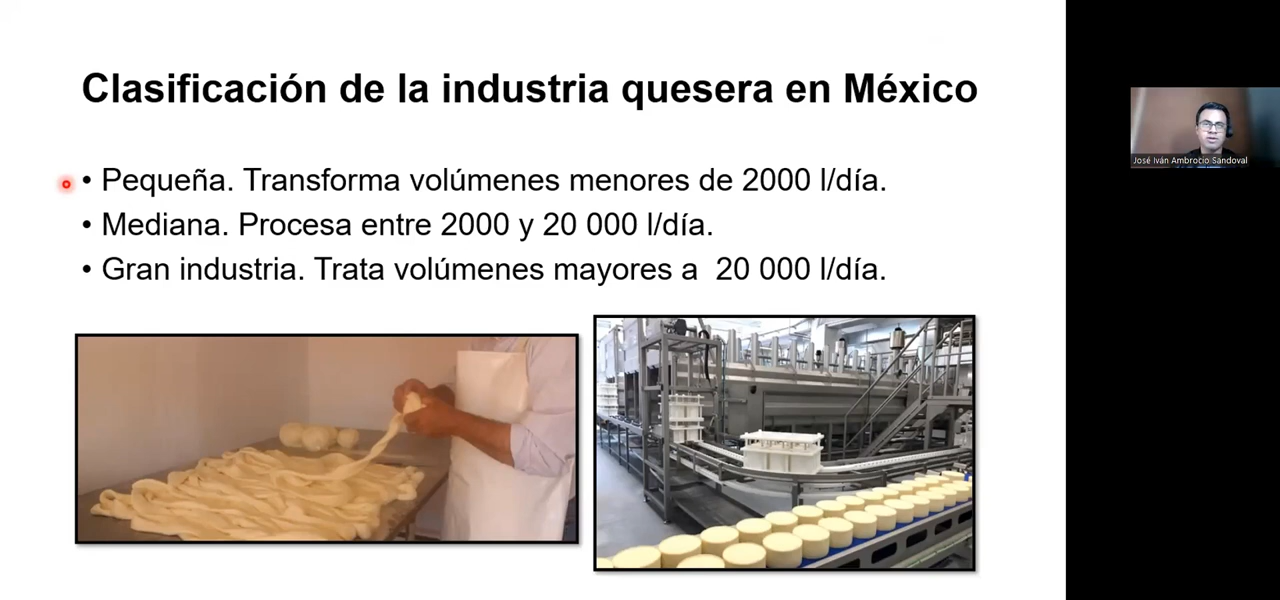 Clasificación de la industria quesera en México
• Pequeña. Transforma volúmenes menores de 2000 l/día.
• Mediana. Procesa entre 2000 y 20 000 l/día.
• Gran industria. Trata volúmenes mayores a  20 000 l/día.
José Iván Ambrocio Sandoval